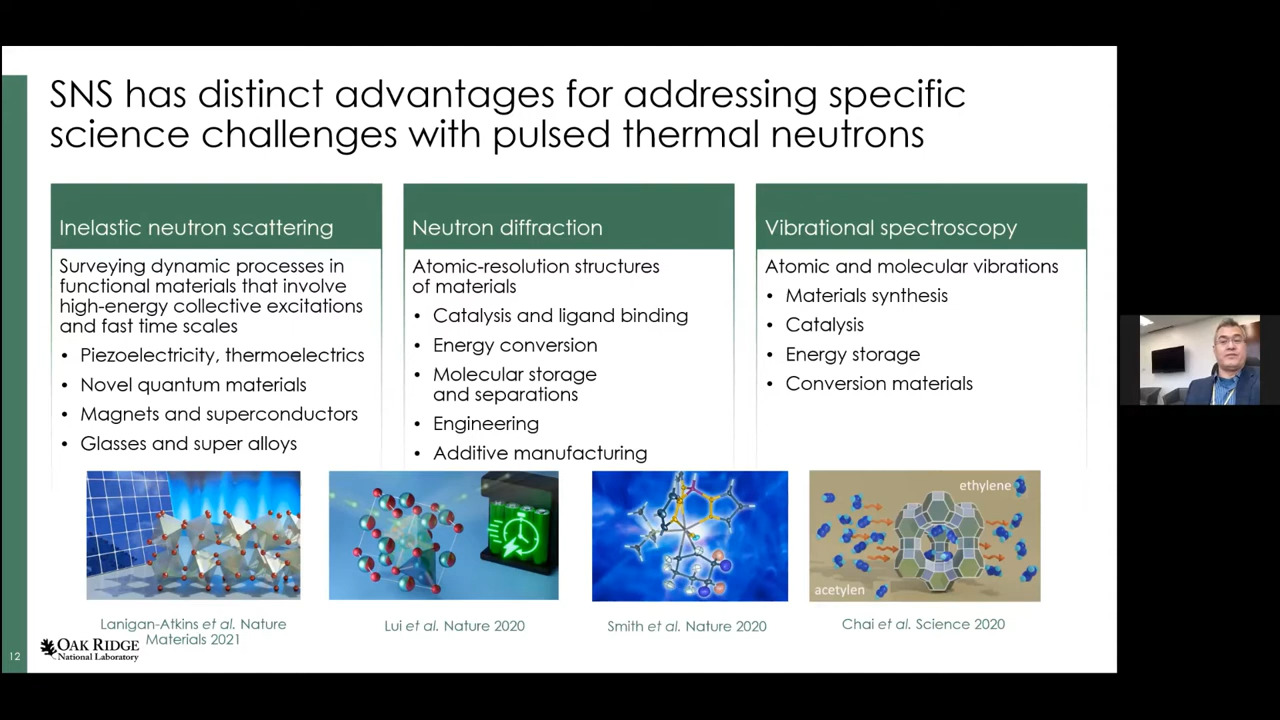 SNS has distinct advantages for addressing specific
science challenges with pulsed thermal neutrons
Inelastic neutron scattering
Surveying dynamic processes in
functional materials that involve
high-energy collective excitations
and fast time scales
• Piezoelectricity, thermoelectrics
• Novel quantum materials
• Magnets and superconductors
• Glasses and super alloys
Neutron diffraction
Atomic-resolution structures
of materials
• Catalysis and ligand binding
• Energy conversion
• Molecular storage
and separations
• Engineering
• Additive manufacturing
Vibrational spectroscopy
Atomic and molecular vibrations
• Materials synthesis
• Catalysis
• Energy storage
• Conversion materials
ethylene
acetylen
Lanigan-Atkins et al. Nature
Materials 2021
Lui et al. Nature 2020
Smith et al. Nature 2020
Chai et al. Science 2020
12
OAK RIDGE
National Laboratory